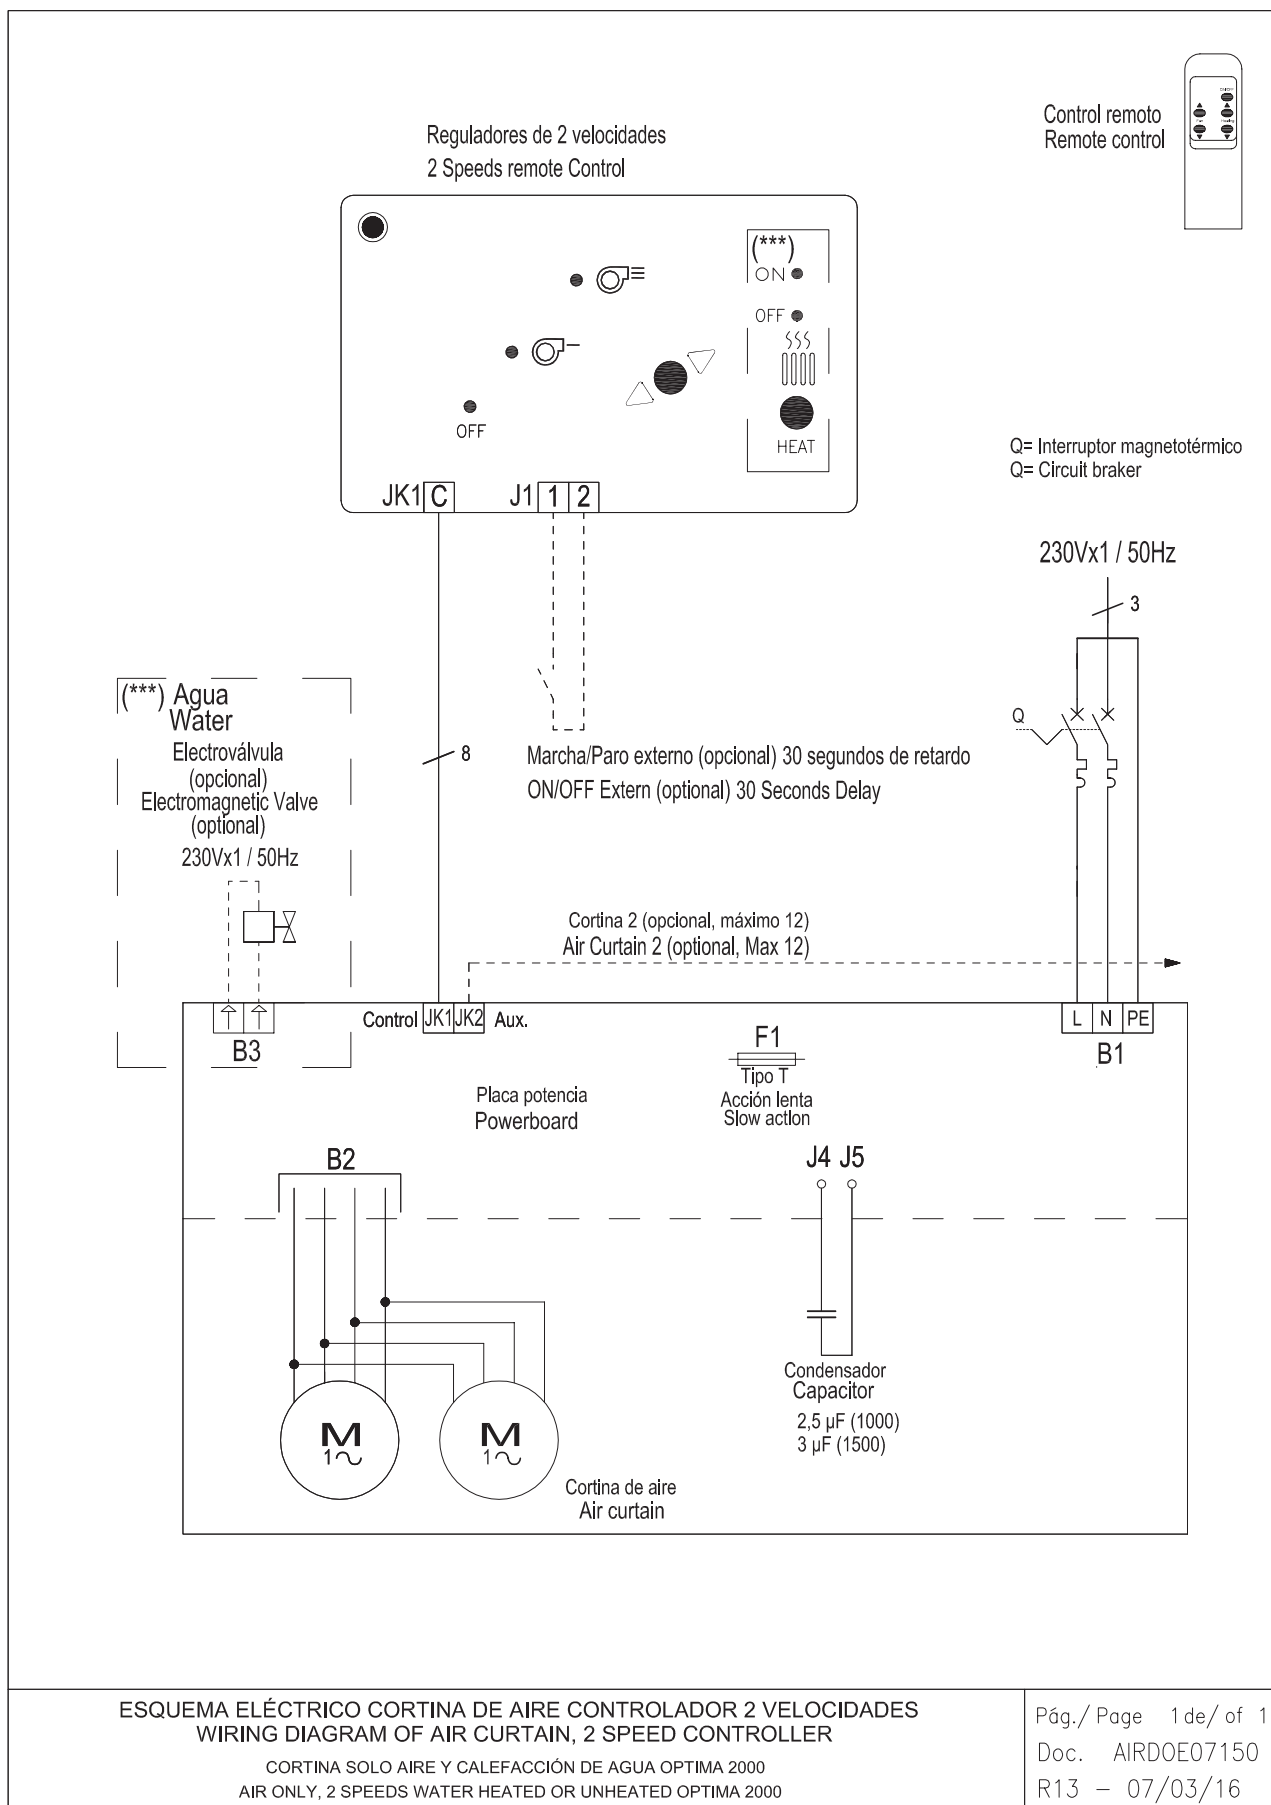 Control remoto
Remote control
ON/OFF
Fan
Heating
Reguladores de 2 velocidades
2 Speeds remote Control
(***)
ON
OFF
OFF
HEAT
JK1 C
J1 1 2
Q= Interruptor magnetotérmico
Q= Circuit braker
230Vx1 / 50Hz
3
(***) Agua
Water
Electroválvula
(opcional)
Electromagnetic Valve
(optional)
230Vx1 / 50Hz
8
Marcha/Paro externo (opcional) 30 segundos de retardo
ON/OFF Extern (optional) 30 Seconds Delay
Q
Cortina 2 (opcional, máximo 12)
Air Curtain 2 (optional, Max 12)
Control JK1 JK2 Aux.
L N PE
B3
B1
F1
Tipo T
Acción lenta
Slow action
Placa potencia
Powerboard
B2
J4 J5
Condensador
Capacitor
2,5 µF (1000)
3 µF (1500)
M
1
M
1
Cortina de aire
Air curtain
ESQUEMA ELÉCTRICO CORTINA DE AIRE CONTROLADOR 2 VELOCIDADES
WIRING DIAGRAM OF AIR CURTAIN, 2 SPEED CONTROLLER
CORTINA SOLO AIRE Y CALEFACCIÓN DE AGUA OPTIMA 2000
AIR ONLY, 2 SPEEDS WATER HEATED OR UNHEATED OPTIMA 2000
Pág./ Page 1 de/ of 1
Doc. AIRDOE07150
R13 - 07/03/16